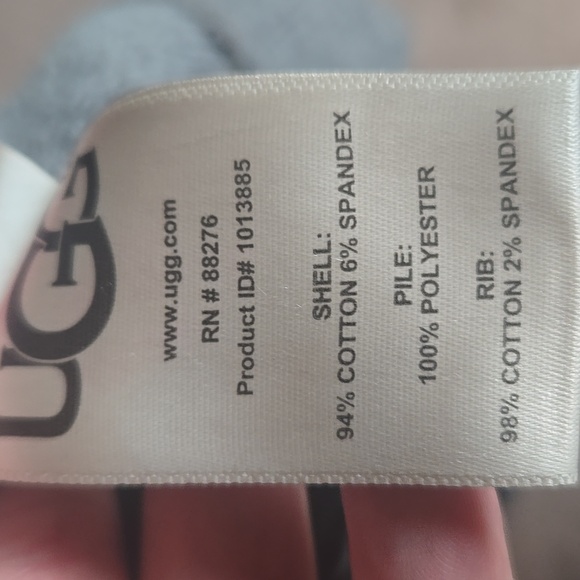 UGG
www.ugg.com
RN # 88276
Product ID# 1013885
SHELL:
94% COTTON 6% SPANDEX
PILE:
100% POLYESTER
RIB:
98% COTTON 2% SPANDEX